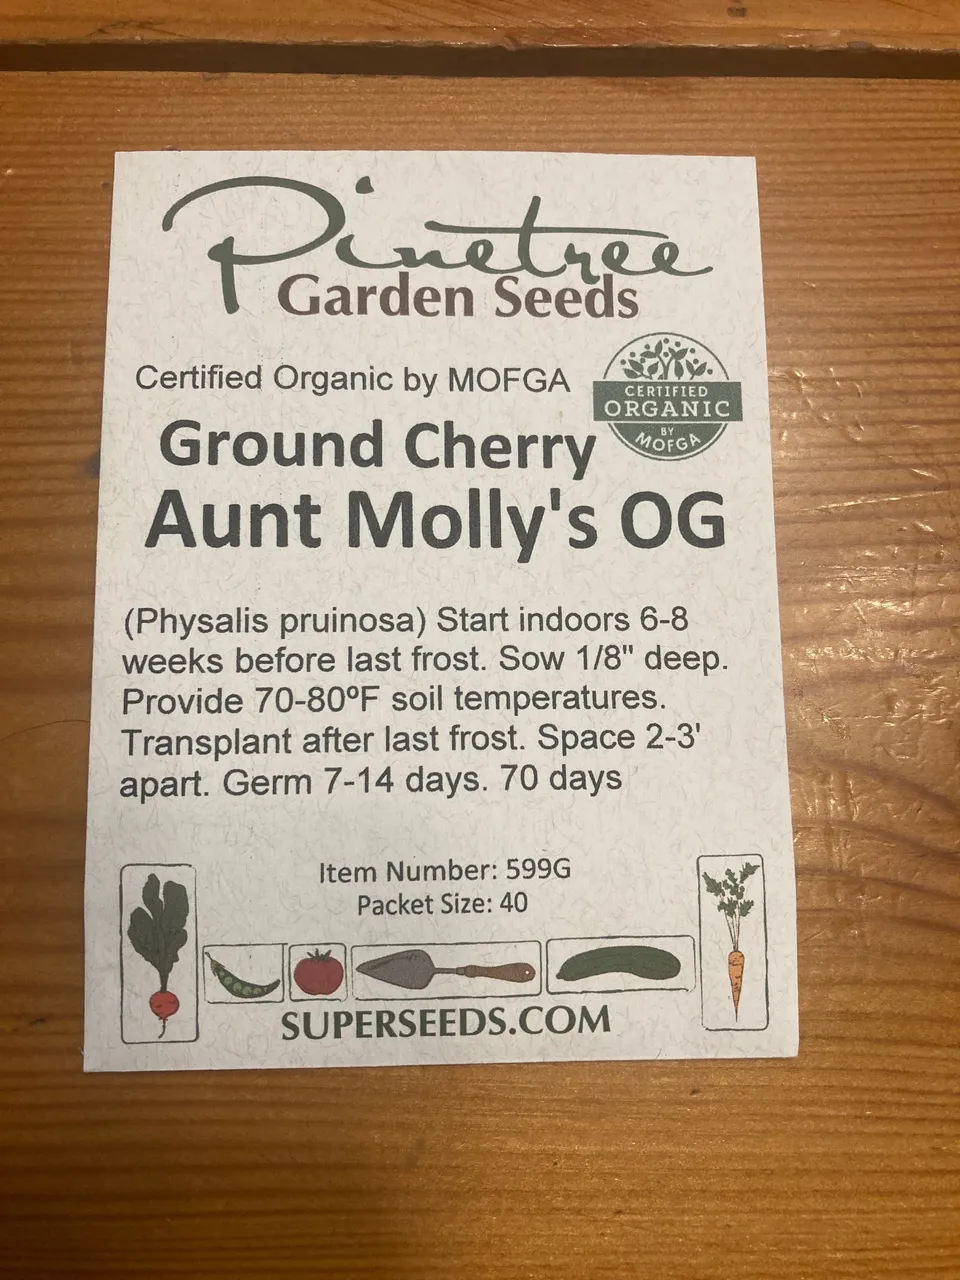 Pinetree
Garden Seeds
Certified Organic by MOFGA
CERTIFIED
ORGANIC
BY
MOFGA
Ground Cherry
Aunt Molly's OG
(Physalis pruinosa) Start indoors 6-8
weeks before last frost. Sow 1/8" deep.
Provide 70-80ºF soil temperatures.
Transplant after last frost. Space 2-3'
apart. Germ 7-14 days. 70 days
Item Number: 599G
Packet Size: 40
SUPERSEEDS.COM